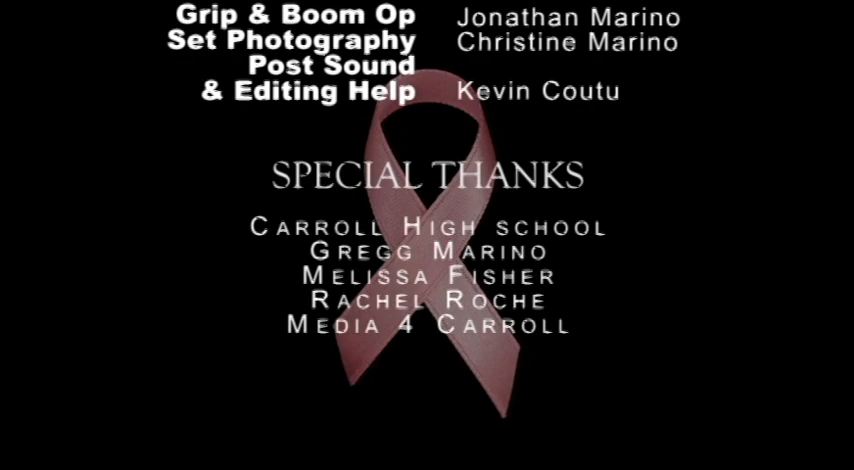 Grip & Boom Op Jonathan Marino
Set Photography Christine Marino
Post Sound
& Editing Help Kevin Coutu
SPECIAL THANKS
CARROLL HIGH SCHOOL
GREGG MARINO
MELISSA FISHER
RACHEL ROCHE
MEDIA 4 CARROLL